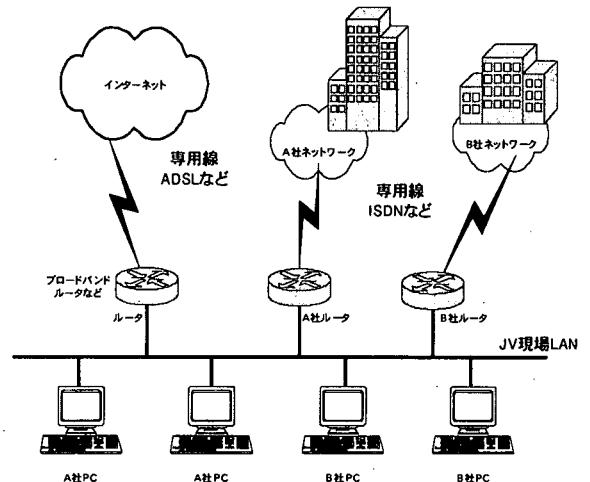 インターネット
A社ネットワーク
B社ネットワーク
専用線
ADSLなど
専用線
ISDNなど
ブロードバンド
ルータなど
ルータ
A社ルータ
B社ルータ
JV現場LAN
A社PC
A社PC
B社PC
B社PC